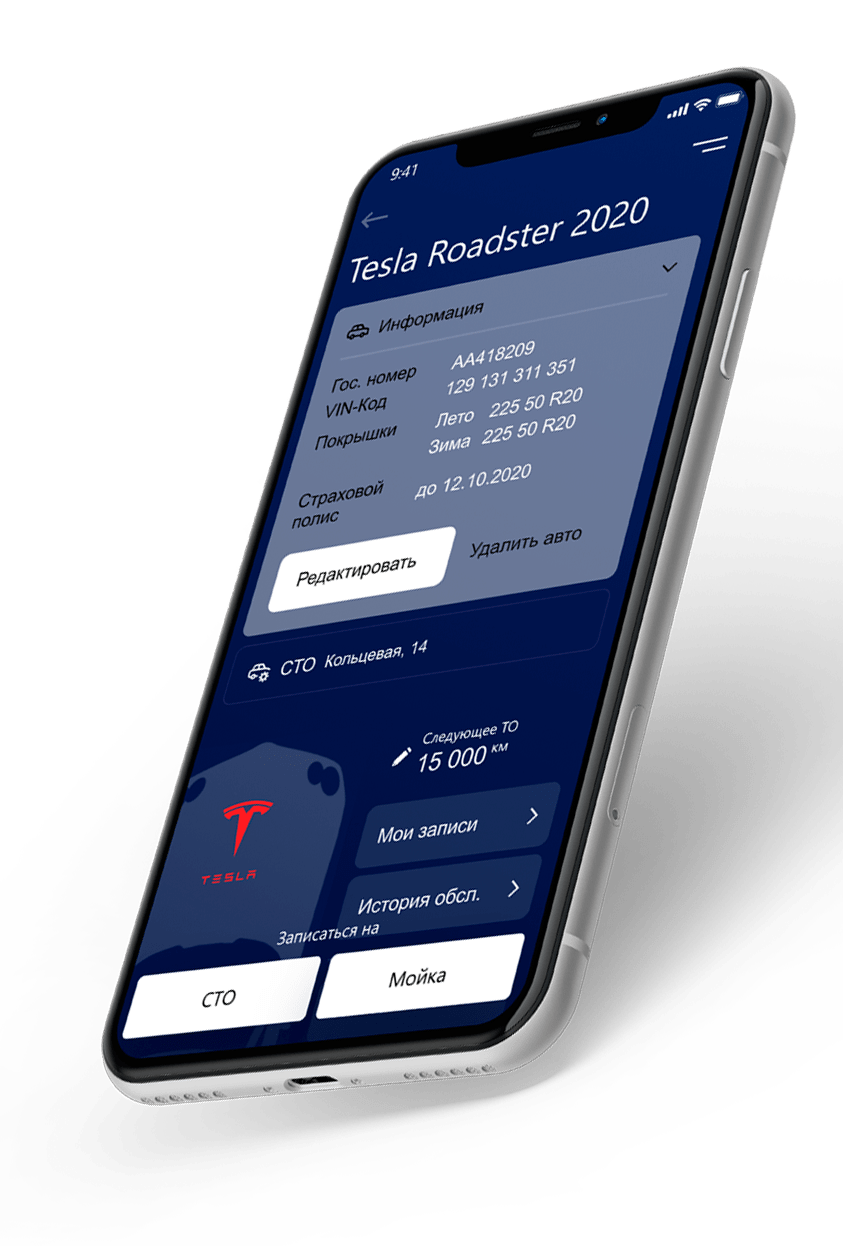 9:41
Tesla Roadster 2020
Информация
Гос. номер AA418209
VIN-Код 129 131 311 351
Покрышки Лето 225 50 R20
Зима 225 50 R20
Страховой до 12.10.2020
полис
Редактировать Удалить авто
СТО Кольцевая, 14
Следующее ТО
15 000 км
TESLA
Мои записи
История обсл.
Записаться на
СТО Мойка